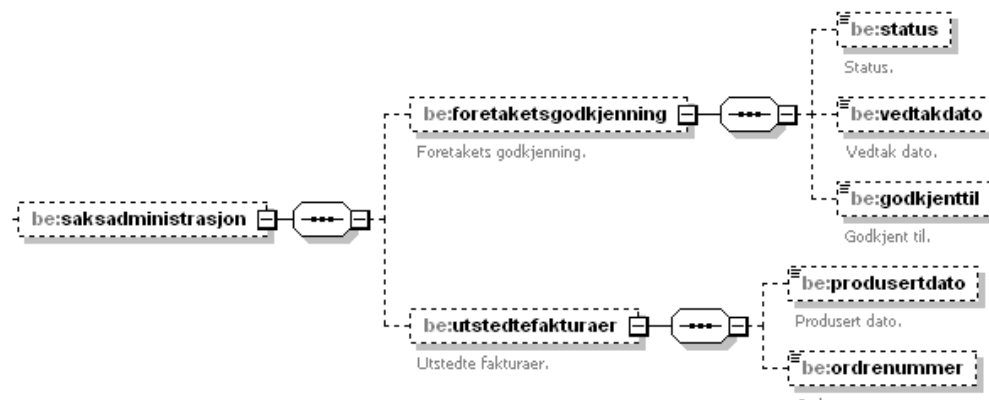 be:status
Status.
be:foretaketsgodkjenning
Foretakets godkjenning.
be:vedtakdato
Vedtak dato.
be:godkjenttil
Godkjent til.
be:saksadministrasjon
be:produsertdato
Produsert dato.
be:utstedtefakturaer
Utstedte fakturaer.
be:ordrenummer